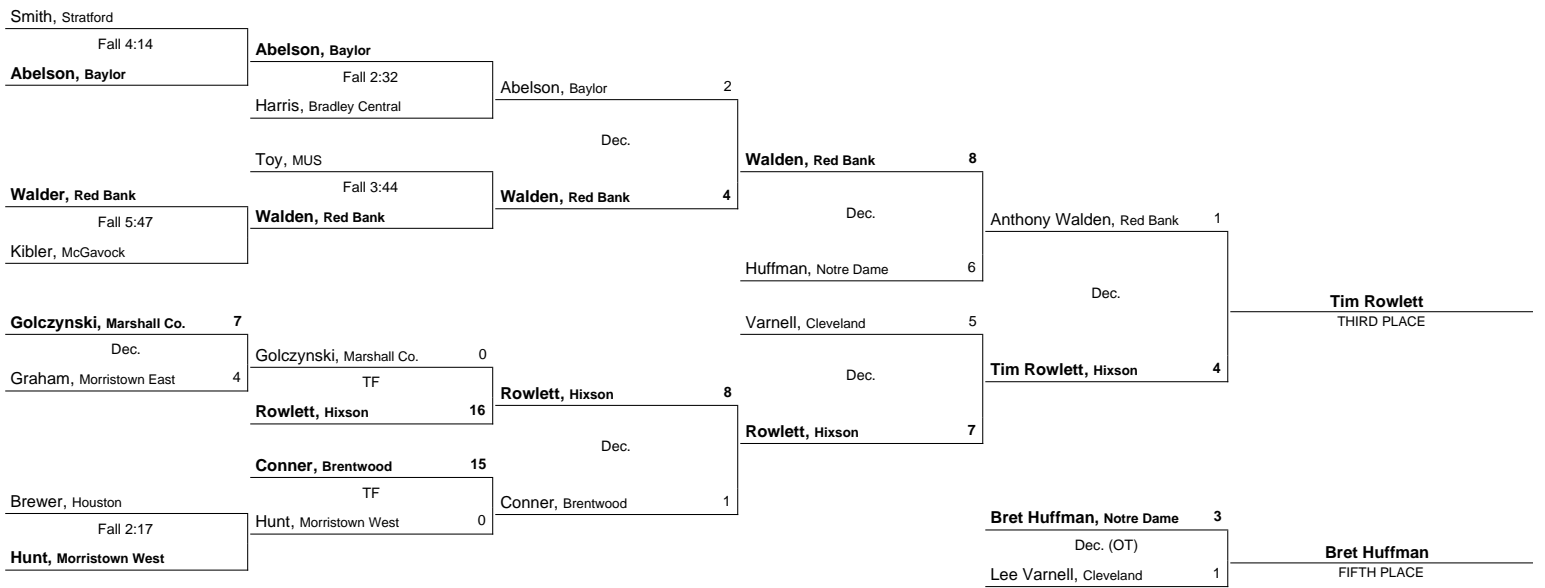 Smith, Stratford
Fall 4:14
Abelson, Baylor
Walder, Red Bank
Fall 5:47
Kibler, McGavock
Golczynski, Marshall Co. 7
Dec.
Graham, Morristown East 4
Brewer, Houston
Fall 2:17
Hunt, Morristown West
Abelson, Baylor
Fall 2:32
Harris, Bradley Central
Toy, MUS
Fall 3:44
Walden, Red Bank
Golczynski, Marshall Co. 0
TF
Rowlett, Hixson 16
Conner, Brentwood 15
TF
Hunt, Morristown West 0
Abelson, Baylor 2
Dec.
Walden, Red Bank 4
Rowlett, Hixson 8
Dec.
Conner, Brentwood 1
Walden, Red Bank 8
Dec.
Huffman, Notre Dame 6
Varnell, Cleveland 5
Dec.
Rowlett, Hixson 7
Anthony Walden, Red Bank 1
Dec.
Tim Rowlett, Hixson 4
Tim Rowlett
THIRD PLACE
Bret Huffman, Notre Dame 3
Dec. (OT)
Lee Varnell, Cleveland 1
Bret Huffman
FIFTH PLACE